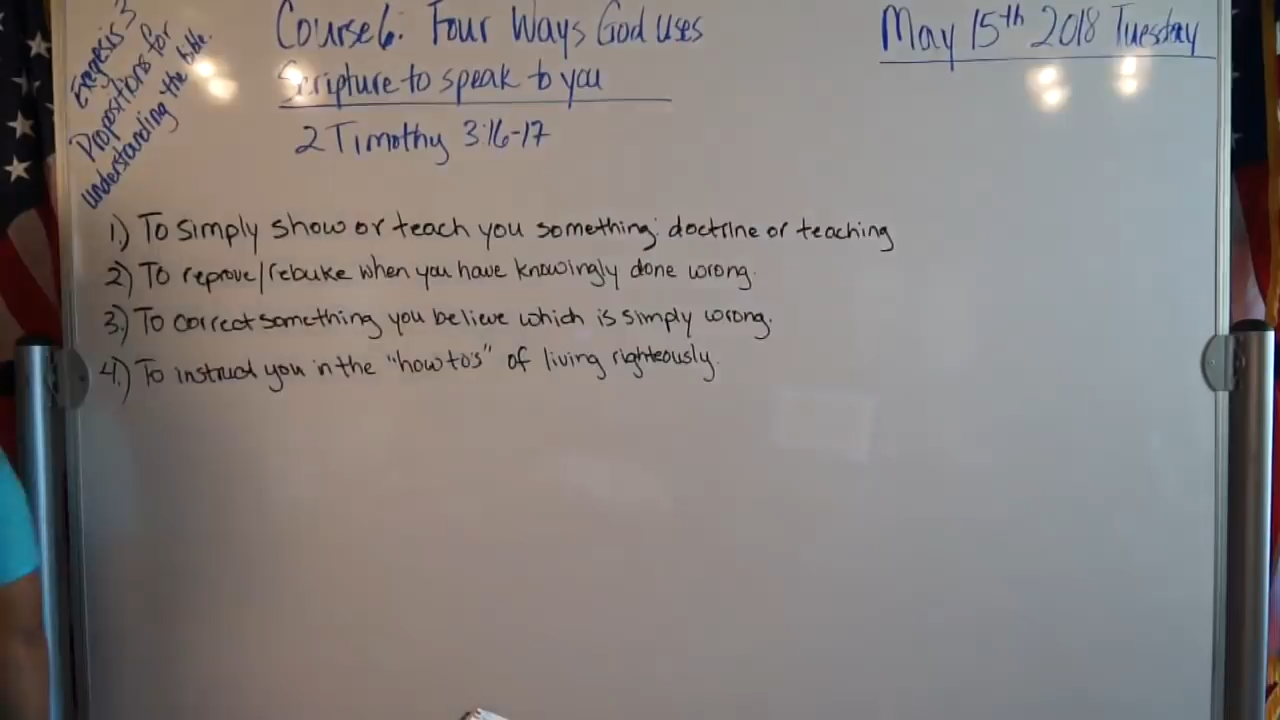 Exegesis 3
Propositions for
understanding the bible.
Course 6: Four Ways God Uses
Scripture to speak to you
May 15th 2018 Tuesday
2 Timothy 3:16-17
1.) To simply show or teach you something: doctrine or teaching
2) To reprove/rebuke when you have knowingly done wrong.
3.) To correct something you believe which is simply wrong.
4.) To instruct you in the "how to's" of living righteously.